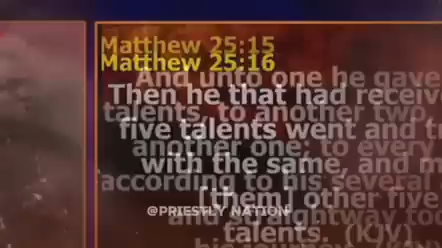 Matthew 25:15
Matthew 25:16
And unto one he gave
Then he that had receiv
talents, to another two,
five talents went and t
another one; to every
with the same, and m
according to his several
[them] other five
and straightway to
talents. (KJV)
@PRIESTLY NATION